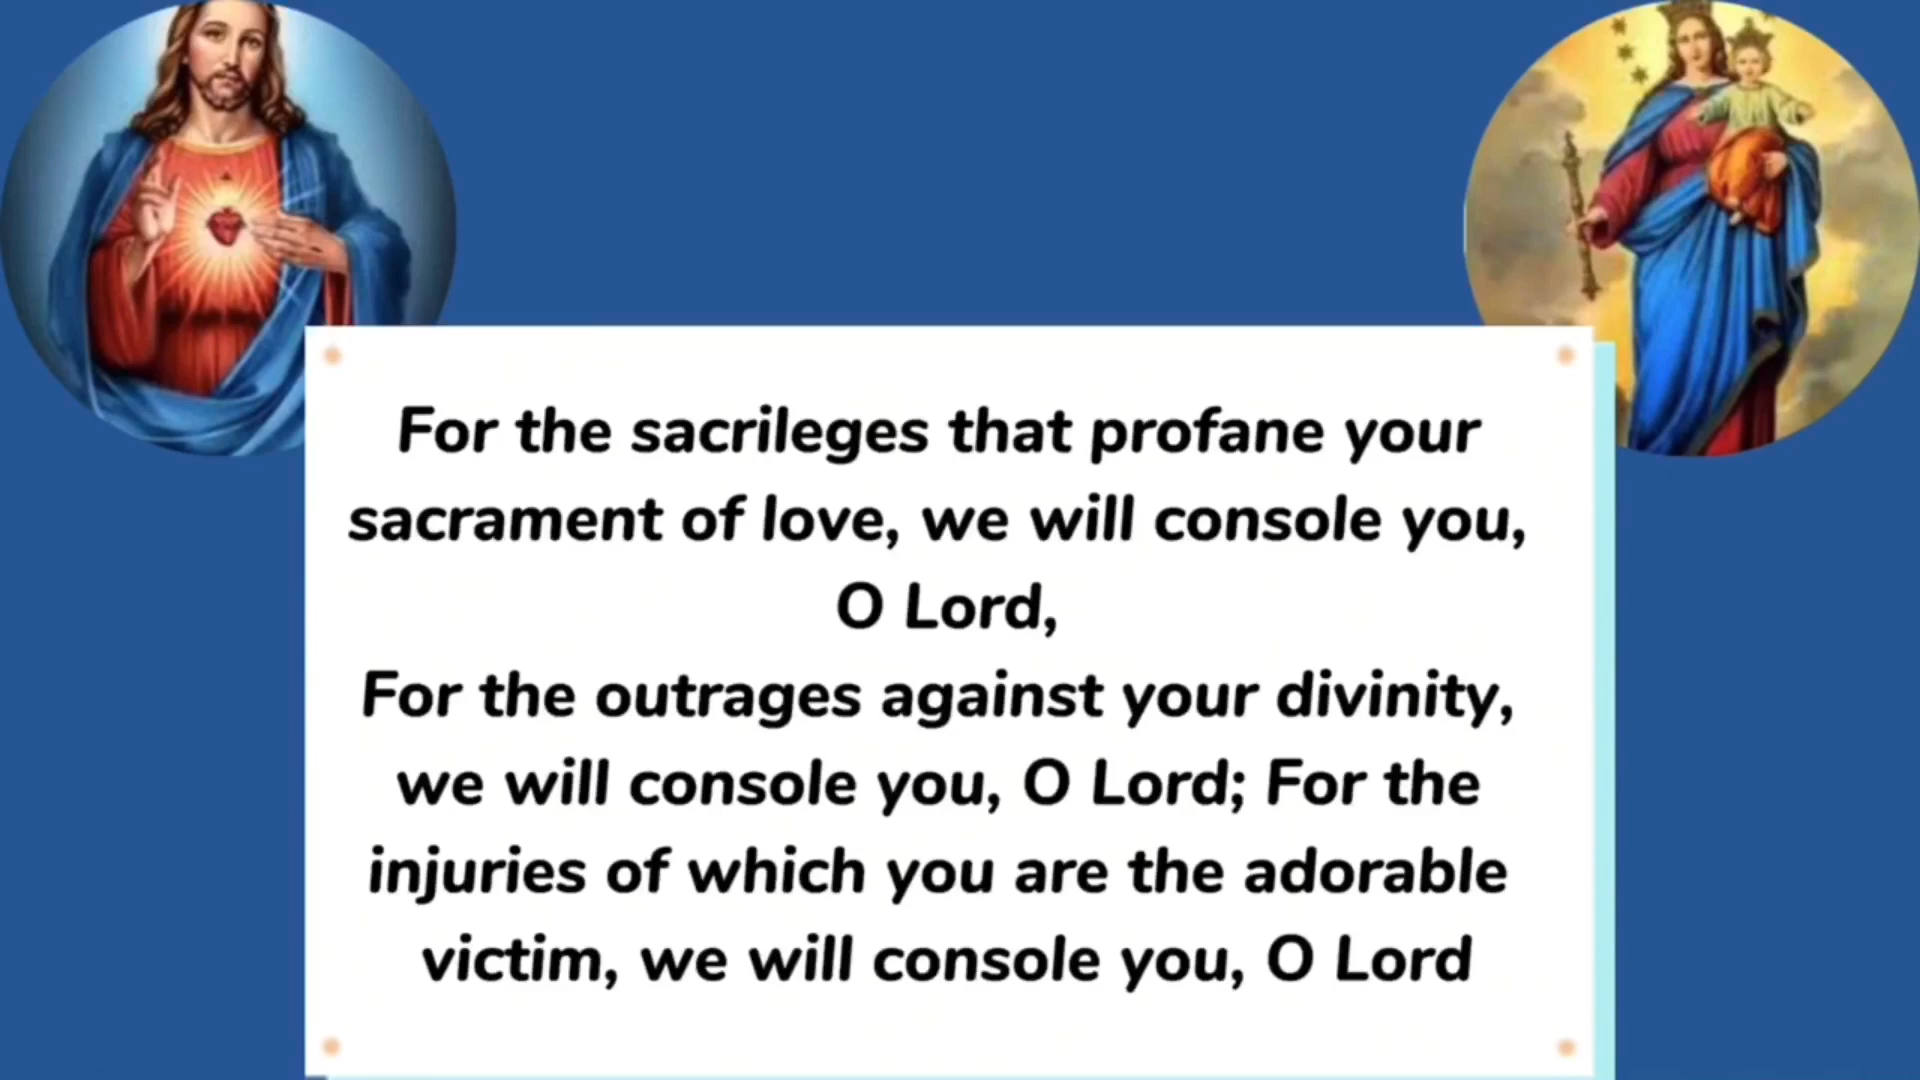 For the sacrileges that profane your
sacrament of love, we will console you,
O Lord,
For the outrages against your divinity,
we will console you, O Lord; For the
injuries of which you are the adorable
victim, we will console you, O Lord